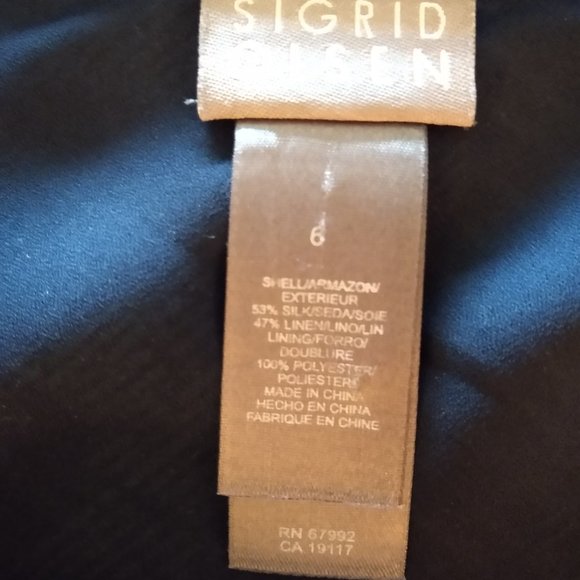 SIGRID
OLSEN
6
SHELL/ARMAZON/
EXTERIEUR
53% SILK/SEDA/SOIE
47% LINEN/LINO/LIN
LINING/FORRO/
DOUBLURE
100% POLYESTER/
POLIESTER
MADE IN CHINA
HECHO EN CHINA
FABRIQUE EN CHINE
RN 67992
CA 19117